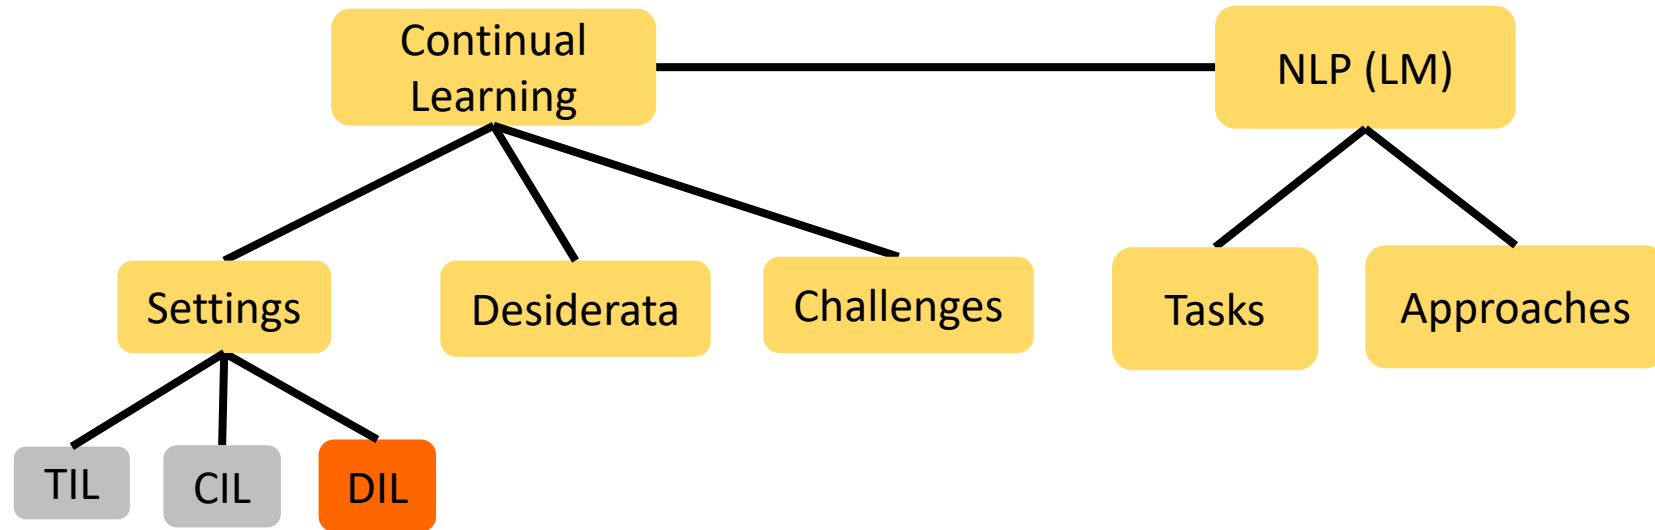 Continual
Learning
NLP (LM)
Settings
Desiderata
Challenges
Tasks
Approaches
TIL
CIL
DIL